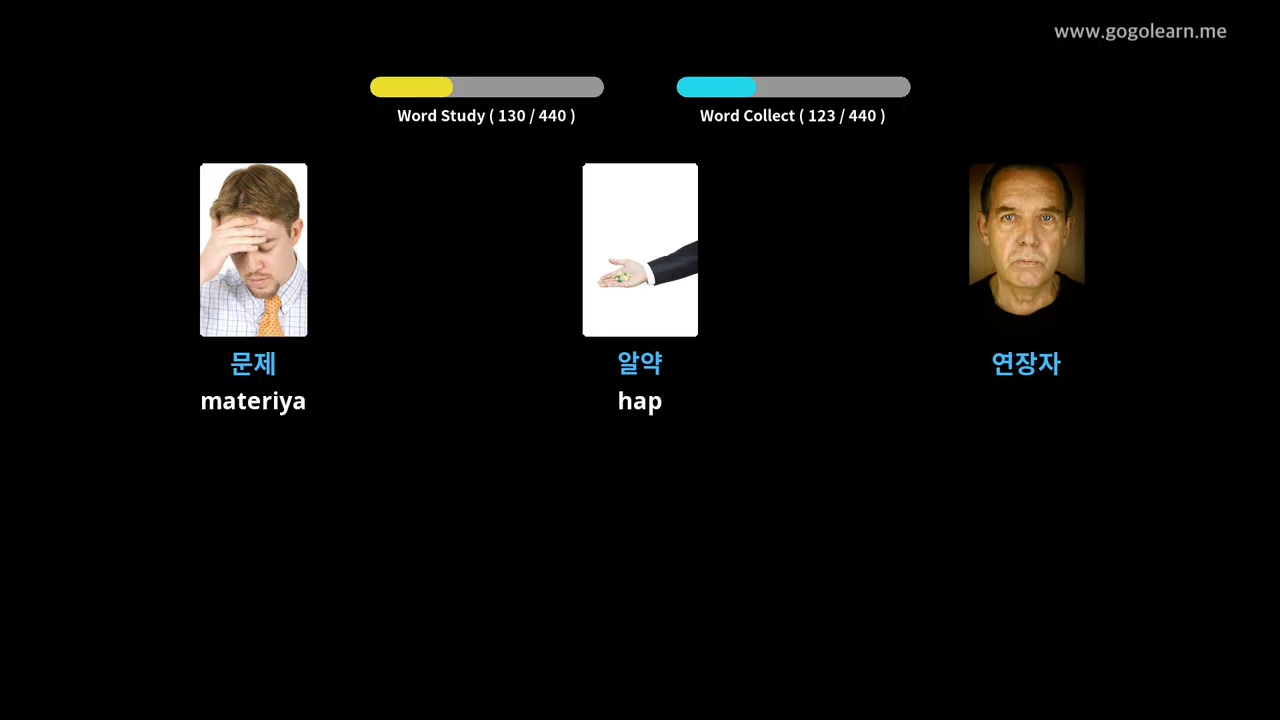 www.gogolearn.me
Word Study ( 130 / 440 )
Word Collect ( 123 / 440 )
문제
materiya
알약
hap
연장자